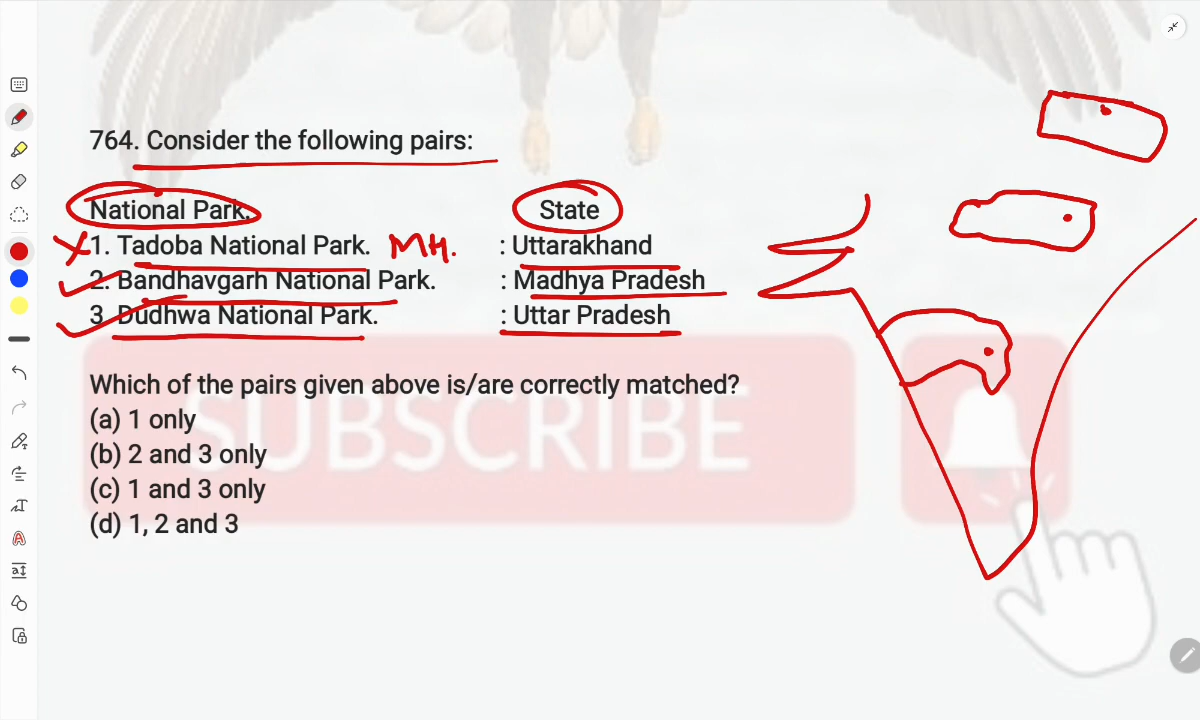 764. Consider the following pairs:
National Park. State
1. Tadoba National Park. MH. : Uttarakhand
2. Bandhavgarh National Park. : Madhya Pradesh
3. Dudhwa National Park. : Uttar Pradesh
Which of the pairs given above is/are correctly matched?
(a) 1 only
(b) 2 and 3 only
(c) 1 and 3 only
(d) 1, 2 and 3
SUBSCRIBE